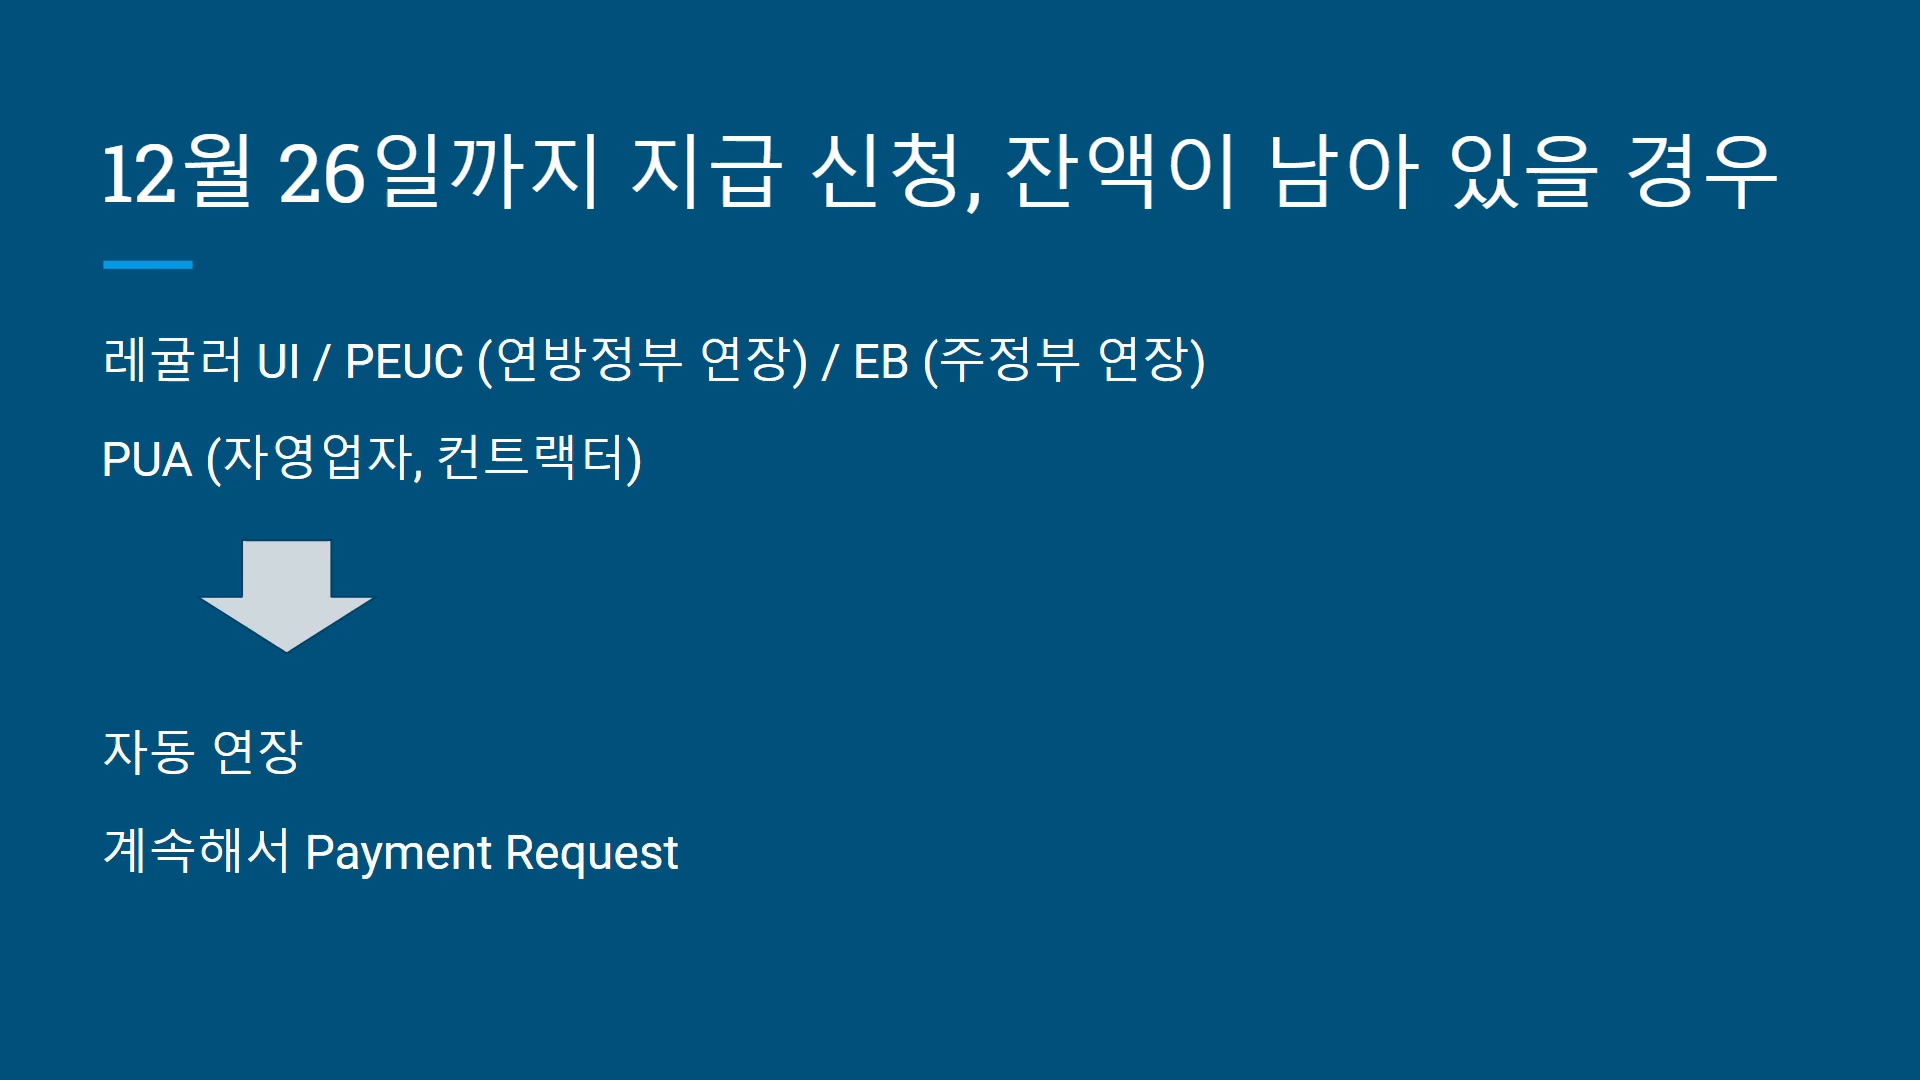 12월 26일까지 지급 신청, 잔액이 남아 있을 경우
레귤러 UI / PEUC (연방정부 연장) / EB (주정부 연장)
PUA (자영업자, 컨트랙터)
자동 연장
계속해서 Payment Request